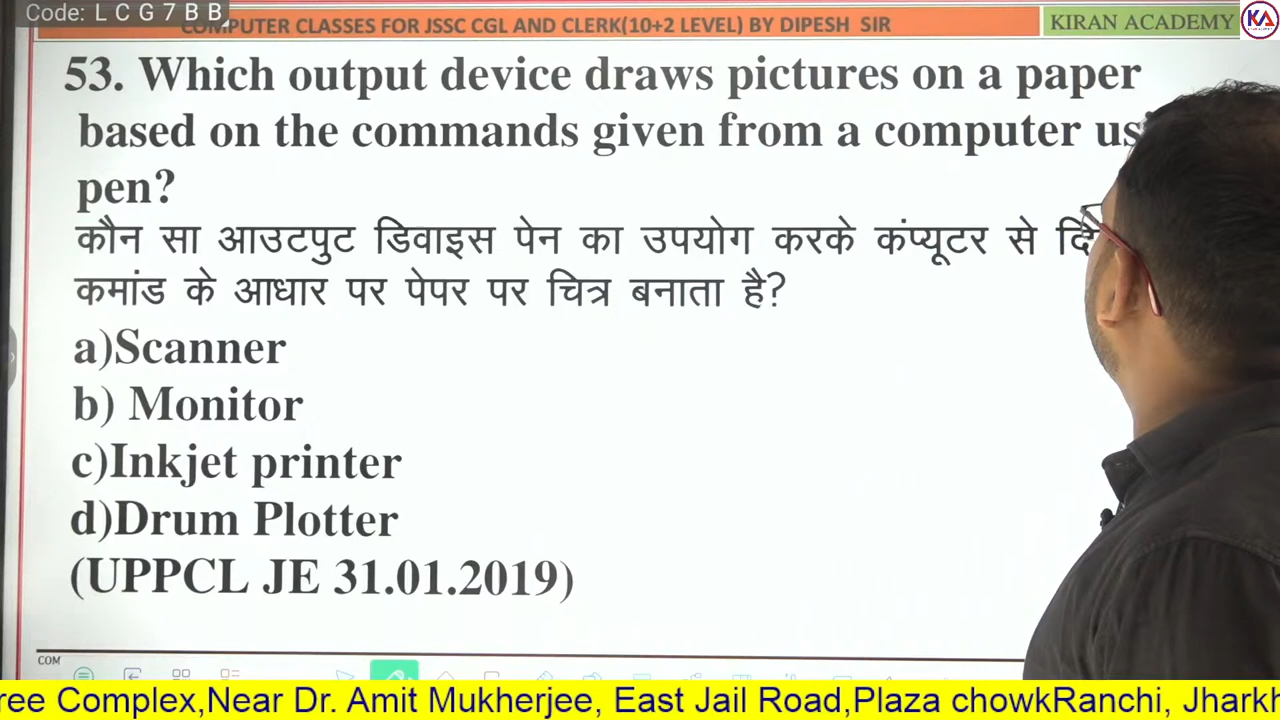 Code: L C G 7 B B
COMPUTER CLASSES FOR JSSC CGL AND CLERK(10+2 LEVEL) BY DIPESH SIR
KIRAN ACADEMY
KA
53. Which output device draws pictures on a paper
based on the commands given from a computer
pen?
कौन सा आउटपुट डिवाइस पेन का उपयोग करके कंप्यूटर से
कमांड के आधार पर पेपर पर चित्र बनाता है?
a)Scanner
b) Monitor
c)Inkjet printer
d)Drum Plotter
(UPPCL JE 31.01.2019)
COM
ree Complex,Near Dr. Amit Mukherjee, East Jail Road,Plaza chowkRanchi, Jharkh